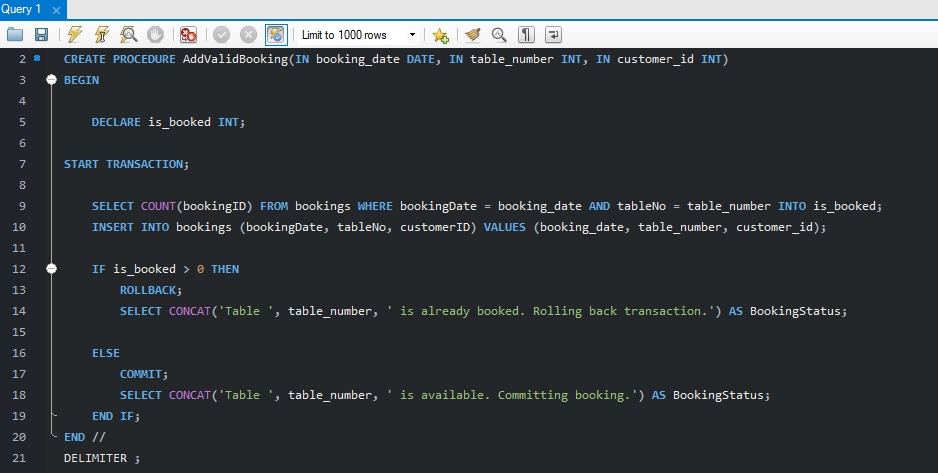 Query 1
Limit to 1000 rows
2 CREATE PROCEDURE AddValidBooking(IN booking_date DATE, IN table_number INT, IN customer_id INT)
3 BEGIN
4
5 DECLARE is_booked INT;
6
7 START TRANSACTION;
8
9 SELECT COUNT(bookingID) FROM bookings WHERE bookingDate = booking_date AND tableNo = table_number INTO is_booked;
10 INSERT INTO bookings (bookingDate, tableNo, customerID) VALUES (booking_date, table_number, customer_id);
11
12 IF is_booked > 0 THEN
13 ROLLBACK;
14 SELECT CONCAT('Table ', table_number, ' is already booked. Rolling back transaction.') AS BookingStatus;
15
16 ELSE
17 COMMIT;
18 SELECT CONCAT('Table ', table_number, ' is available. Committing booking.') AS BookingStatus;
19 END IF;
20 END //
21 DELIMITER ;